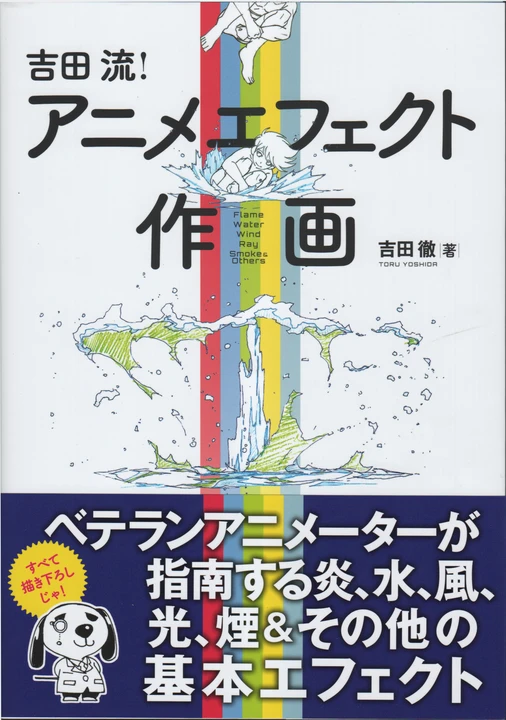 吉田 流!
アニメエフェクト
作画
Flame
Water
Wind
Ray
Smoke&
Others
吉田 徹|著|
TORU YOSHIDA
ベテランアニメーターが
指南する炎、水、風、
光、煙&その他の
基本エフェクト
すべて
描き下ろし
じゃ!